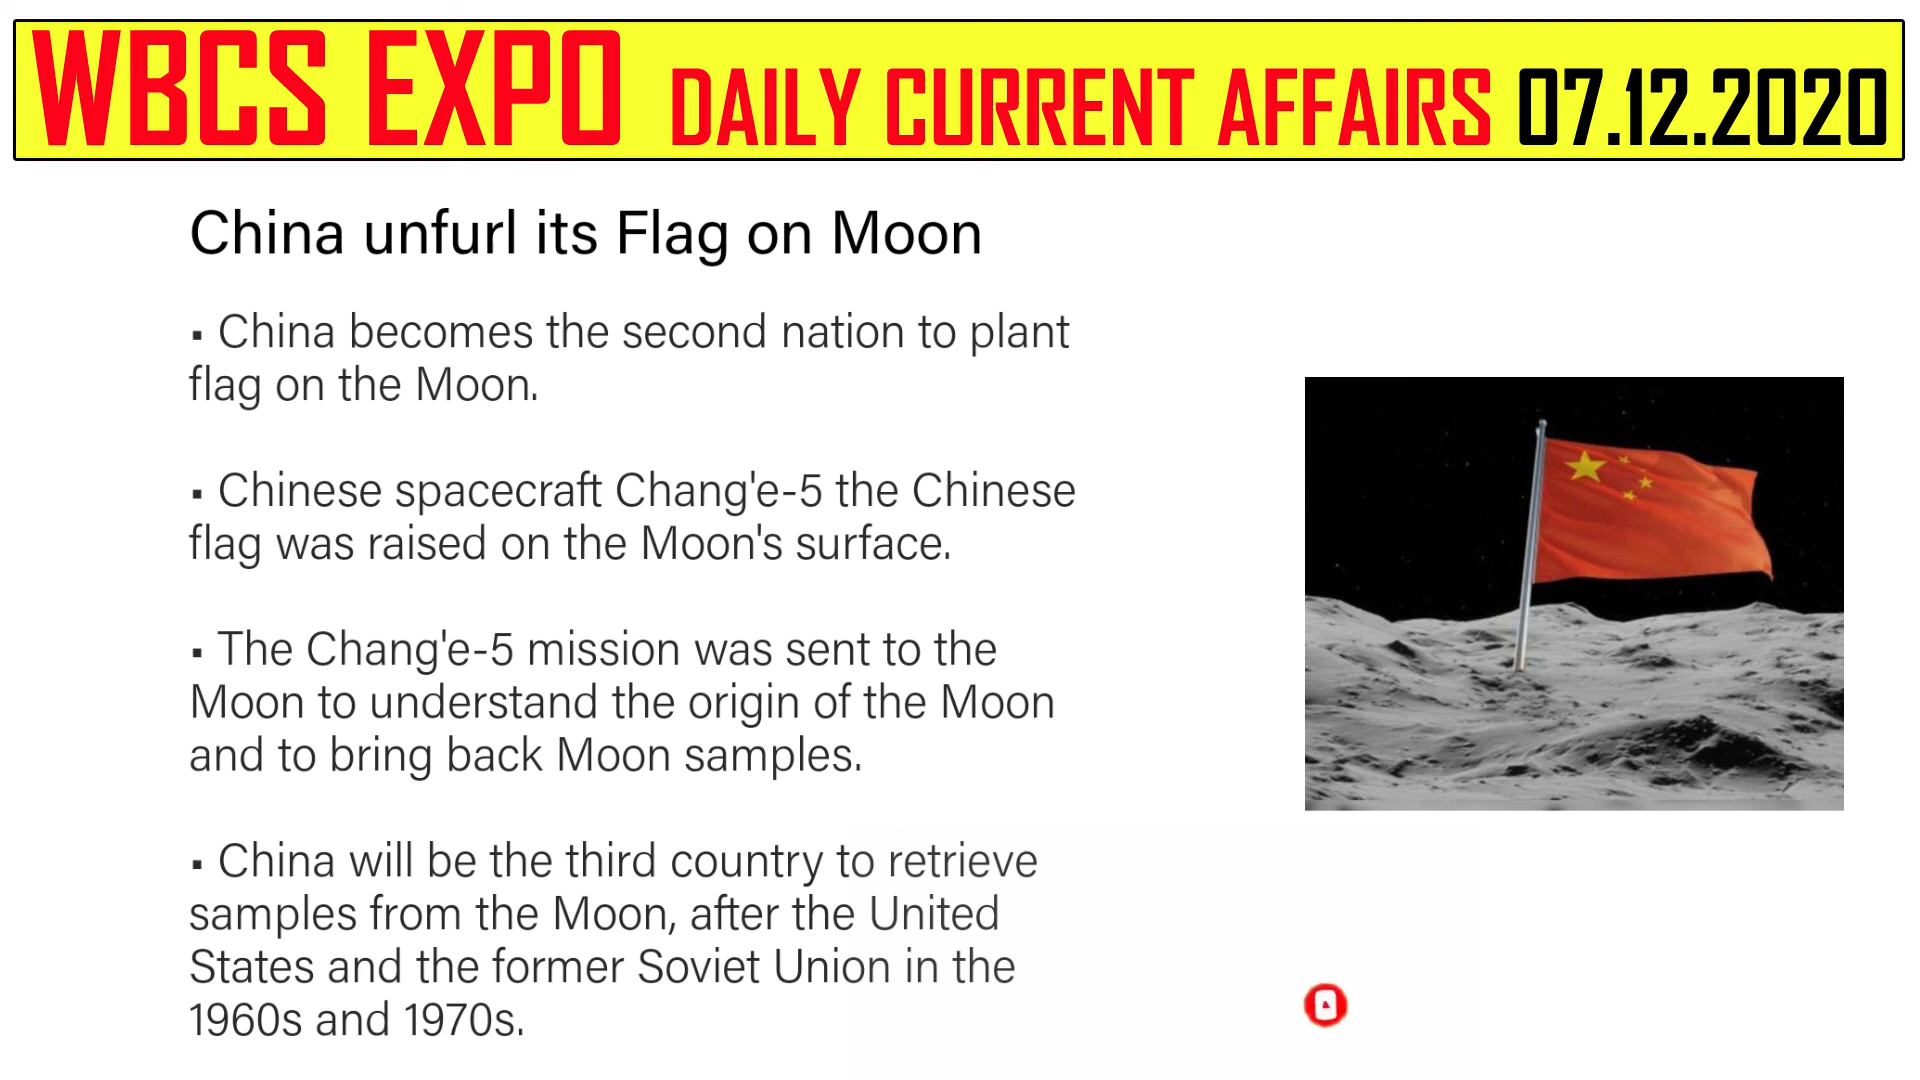 WBCS EXPO DAILY CURRENT AFFAIRS 07.12.2020
China unfurl its Flag on Moon
▪ China becomes the second nation to plant
flag on the Moon.
▪ Chinese spacecraft Chang'e-5 the Chinese
flag was raised on the Moon's surface.
▪ The Chang'e-5 mission was sent to the
Moon to understand the origin of the Moon
and to bring back Moon samples.
▪ China will be the third country to retrieve
samples from the Moon, after the United
States and the former Soviet Union in the
1960s and 1970s.